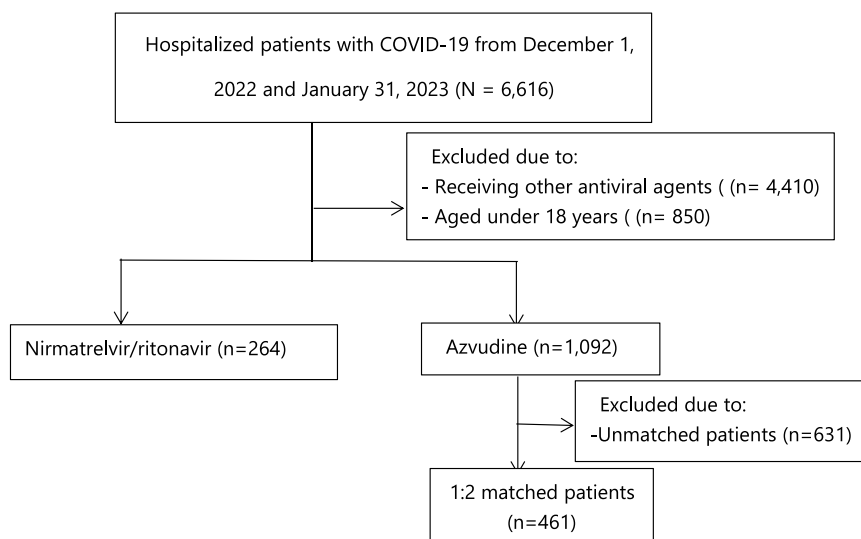 Hospitalized patients with COVID-19 from December 1,
2022 and January 31, 2023 (N = 6,616)
Excluded due to:
- Receiving other antiviral agents ( (n= 4,410)
- Aged under 18 years ( (n= 850)
Nirmatrelvir/ritonavir (n=264)
Azvudine (n=1,092)
Excluded due to:
-Unmatched patients (n=631)
1:2 matched patients
(n=461)